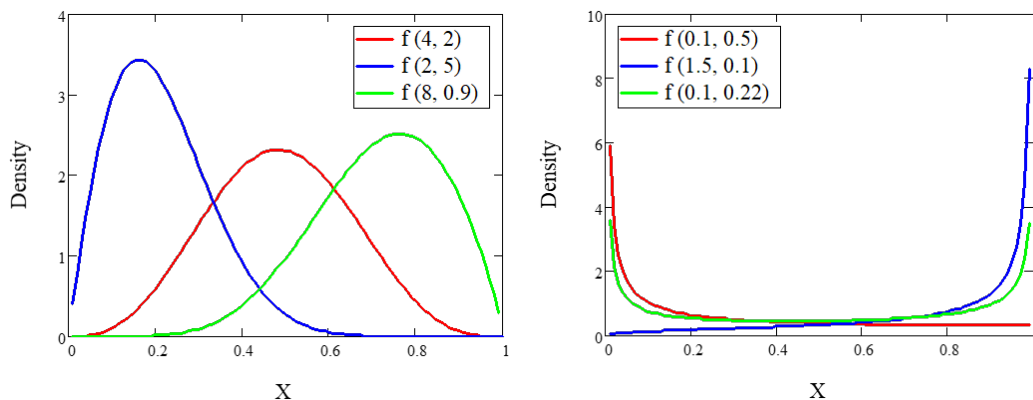 4
3
2
1
0
Density
f (4, 2)
f (2, 5)
f (8, 0.9)
0 0.2 0.4 0.6 0.8 1
X
10
8
6
4
2
0
Density
f (0.1, 0.5)
f (1.5, 0.1)
f (0.1, 0.22)
0 0.2 0.4 0.6 0.8
X